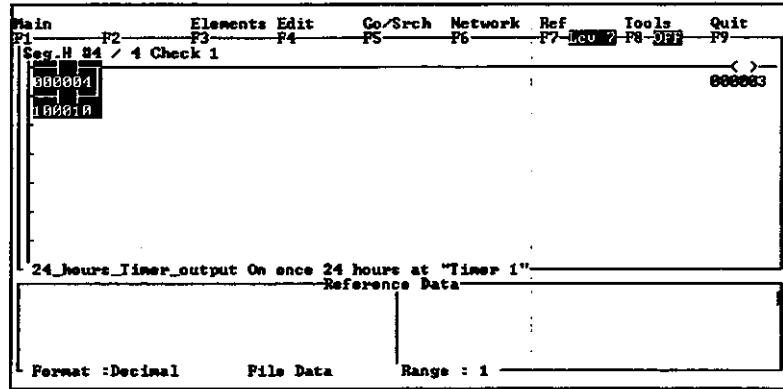 Main Elements Edit Go/Srch Network Ref Tools Quit
F1 F2 F3 F4 F5 F6 F7-Lev ? F8-OFF F9
Seg.H #4 / 4 Check 1
( )
000004 000003
100010
24_hours_Timer_output On once 24 hours at "Timer 1"
Reference Data
Format :Decimal File Data Range : 1